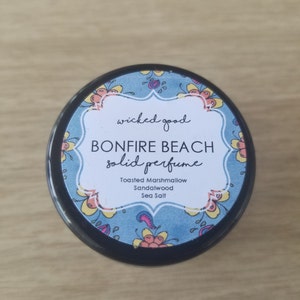 wicked good
BONFIRE BEACH
solid perfume
Toasted Marshmallow
Sandalwood
Sea Salt